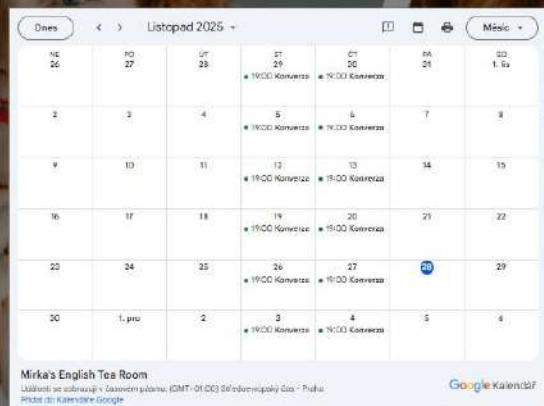 Dnes
Listopad 2025
Měsíc
NE PO ÚT ST ČT PÁ SO
26 27 28 29 30 31 1. lis
19:00 Konverza 19:00 Konverza
2 3 4 5 6 7 8
19:00 Konverza 19:00 Konverza
9 10 11 12 13 14 15
19:00 Konverza 19:00 Konverza
16 17 18 19 20 21 22
19:00 Konverza 19:00 Konverza
23 24 25 26 27 28 29
19:00 Konverza 19:00 Konverza
30 1. pro 2 3 4 5 6
19:00 Konverza 19:00 Konverza
Mirka's English Tea Room
Události se zobrazují v časovém pásmu: (GMT+01:00) Středoevropský čas - Praha
Přidat do Kalendáře Google
Google Kalendář